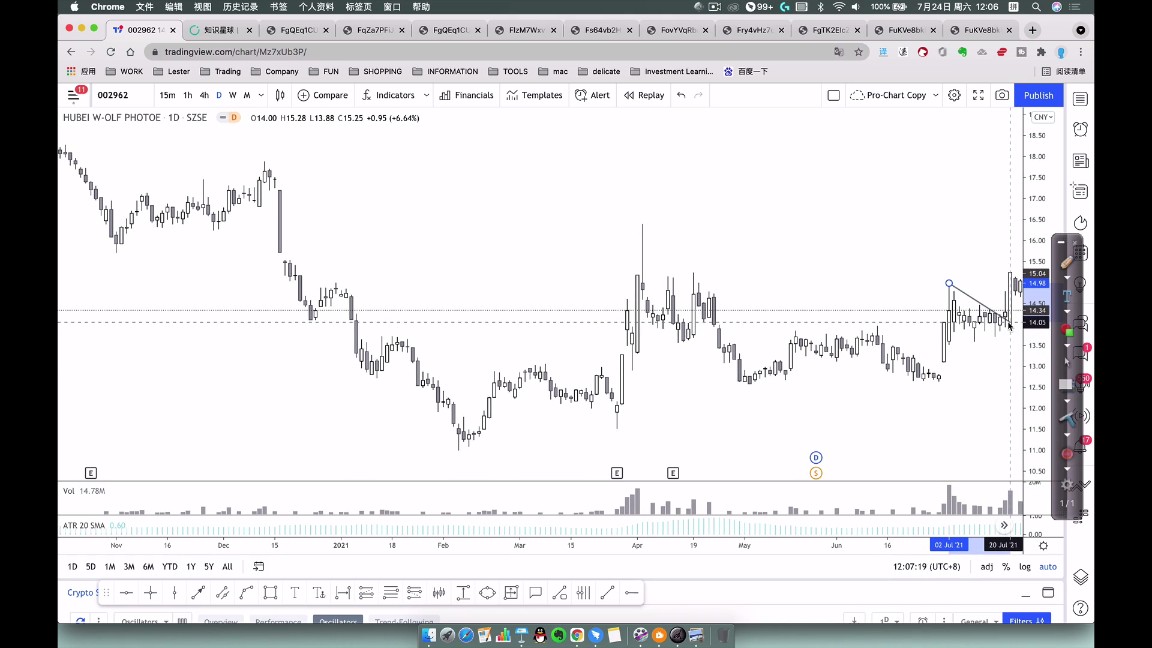 Chrome 文件 编辑 视图 历史记录 书签 个人资料 标签页 窗口 帮助 99+ 100% 7月24日 周六 12:06
002962 14 知识星球 FgQEq1CL FqZa7PFU FgQEq1CL Fs64vb2H FovYVqRb Fry4vHz7 FuKVe8bk FuKVe8bk
tradingview.com/chart/Mz7xUb3P/
应用 WORK Lester Trading Company FUN SHOPPING INFORMATION TOOLS mac delicate Investment Learni... 百度一下 阅读清单
11 002962 15m 1h 4h D W M Compare Indicators Financials Templates Alert Replay Pro-Chart Copy Publish
HUBEI W-OLF PHOTOE · 1D · SZSE D O14.00 H15.28 L13.88 C15.25 +0.95 (+6.64%) CNY
18.50
18.00
17.50
17.00
16.50
16.00
15.50
15.04
14.98
14.50
14.34
14.05
13.50
13.00
12.50
12.00
11.50
11.00
10.50
D
E E E S
Vol 14.78M
ATR 20 SMA 0.60
1.00
0.00
Nov 16 Dec 15 2021 18 Feb Mar 15 Apr 19 May Jun 16 02 Jul '21 20 Jul '21
1D 5D 1M 3M 6M YTD 1Y 5Y All 12:07:19 (UTC+8) adj % log auto
1/1
Crypto S
Oscillators Overview Performance Oscillators Trend-Following General Filters